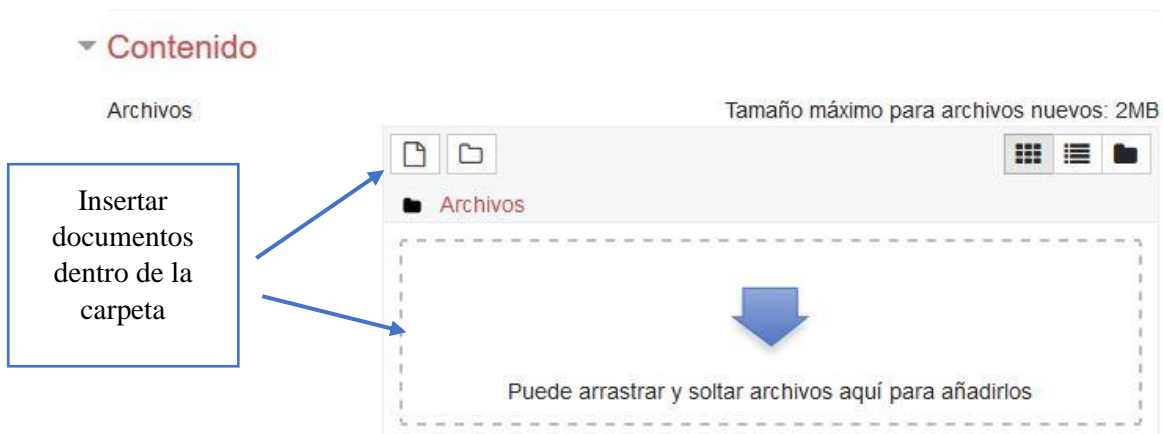 Contenido
Archivos
Tamaño máximo para archivos nuevos: 2MB
Insertar
documentos
dentro de la
carpeta
Archivos
Puede arrastrar y soltar archivos aquí para añadirlos